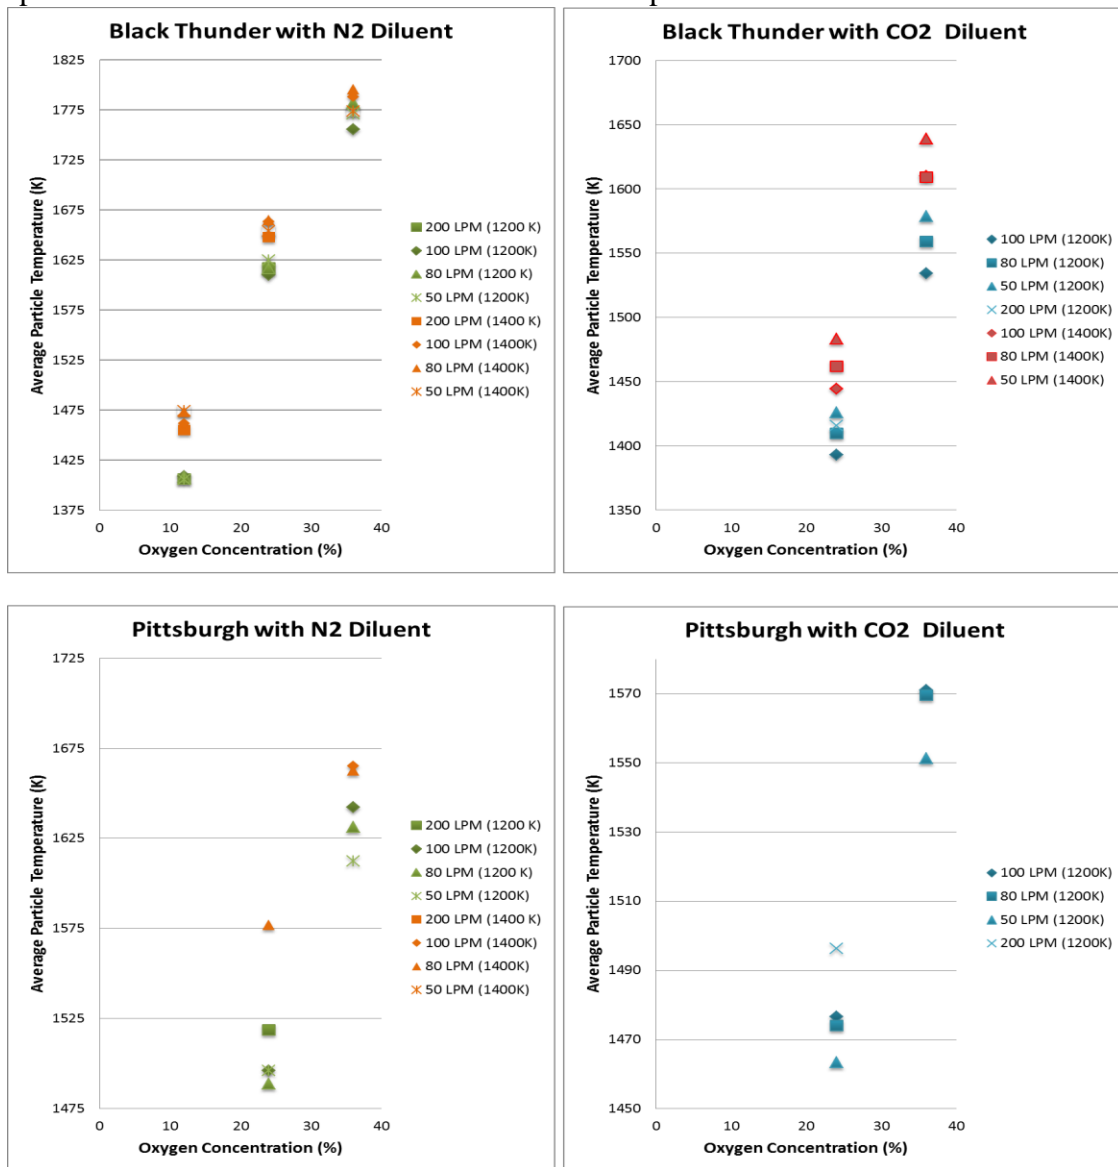 Black Thunder with N2 Diluent
Average Particle Temperature (K)
1825
1775
1725
1675
1625
1575
1525
1475
1425
1375
0 10 20 30 40
Oxygen Concentration (%)
200 LPM (1200 K)
100 LPM (1200K)
80 LPM (1200 K)
50 LPM (1200K)
200 LPM (1400 K)
100 LPM (1400K)
80 LPM (1400K)
50 LPM (1400K)
Black Thunder with CO2 Diluent
Average Particle Temperature (K)
1700
1650
1600
1550
1500
1450
1400
1350
0 10 20 30 40
Oxygen Concentration (%)
100 LPM (1200K)
80 LPM (1200K)
50 LPM (1200K)
200 LPM (1200K)
100 LPM (1400K)
80 LPM (1400K)
50 LPM (1400K)
Pittsburgh with N2 Diluent
Average Particle Temperature (K)
1725
1675
1625
1575
1525
1475
0 10 20 30 40
Oxygen Concentration (%)
200 LPM (1200 K)
100 LPM (1200K)
80 LPM (1200 K)
50 LPM (1200K)
200 LPM (1400 K)
100 LPM (1400K)
80 LPM (1400K)
50 LPM (1400K)
Pittsburgh with CO2 Diluent
Average Particle Temperature (K)
1570
1550
1530
1510
1490
1470
1450
0 10 20 30 40
Oxygen Concentration (%)
100 LPM (1200K)
80 LPM (1200K)
50 LPM (1200K)
200 LPM (1200K)